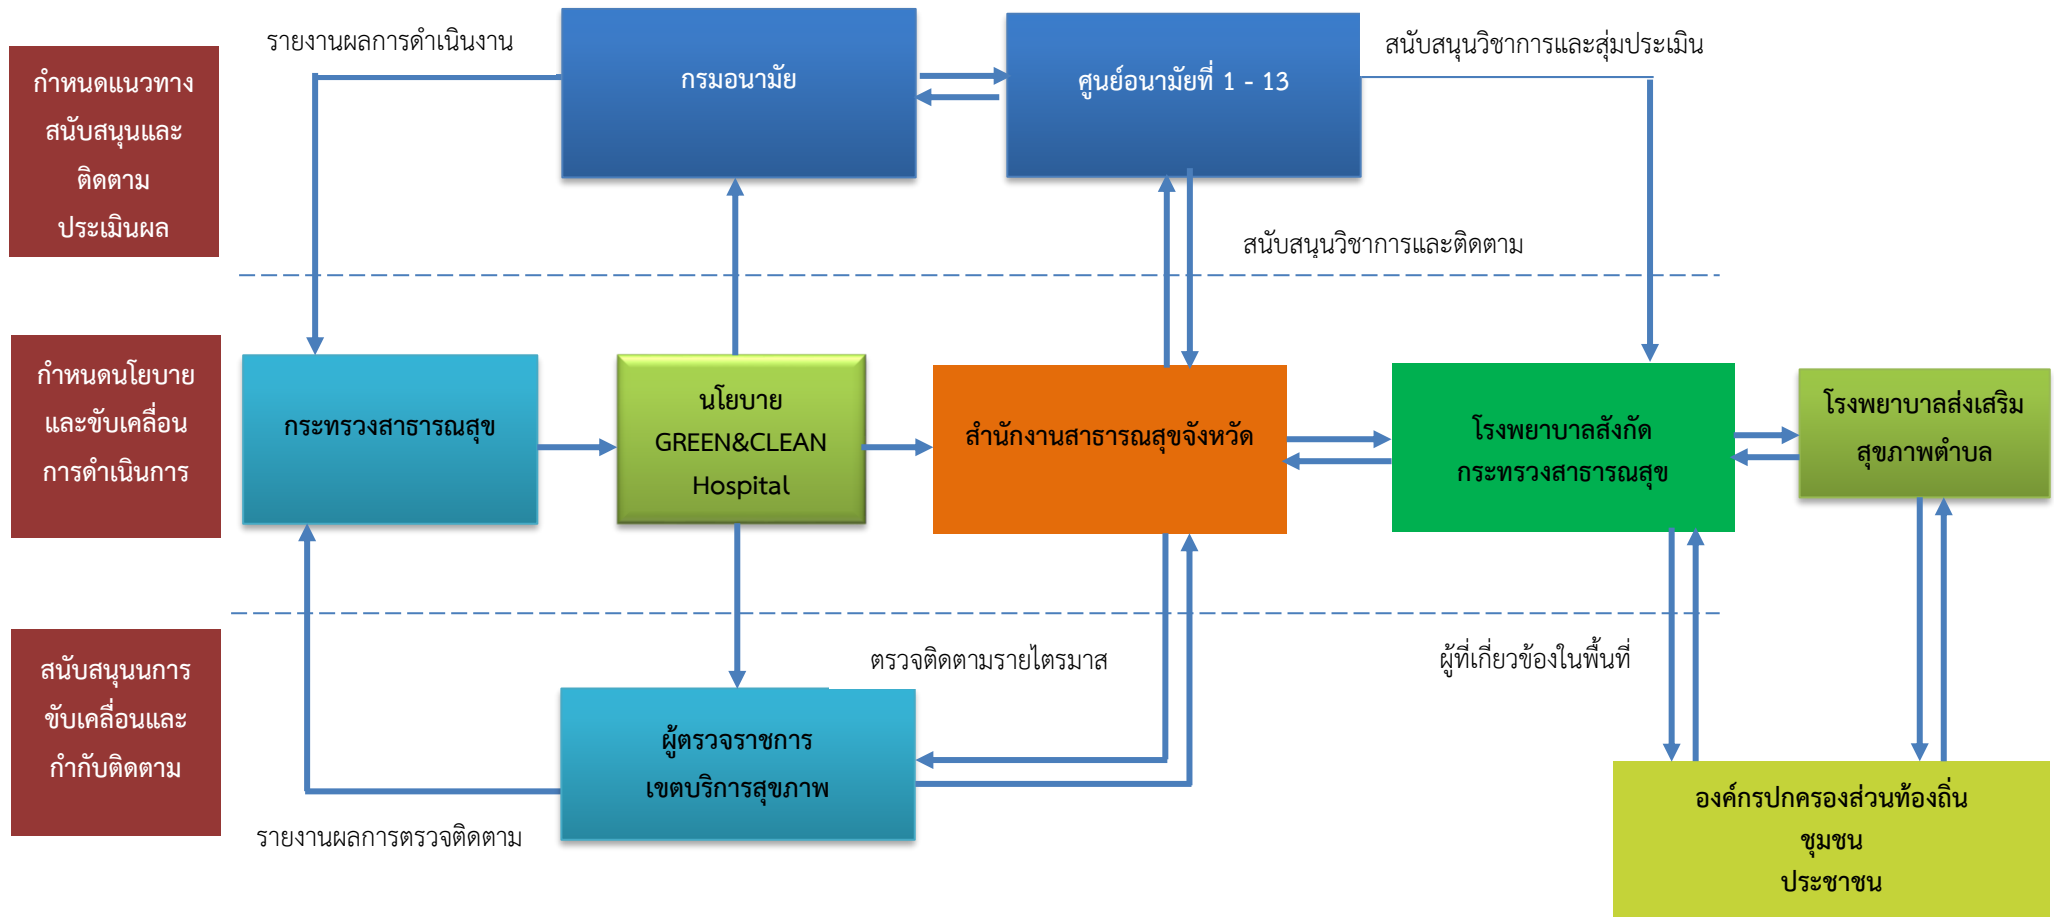 รายงานผลการดำเนินงาน
กรมอนามัย
ศูนย์อนามัยที่ 1 - 13
สนับสนุนวิชาการและสุ่มประเมิน
กำหนดแนวทาง
สนับสนุนและ
ติดตาม
ประเมินผล
สนับสนุนวิชาการและติดตาม
กำหนดนโยบาย
และขับเคลื่อน
การดำเนินการ
กระทรวงสาธารณสุข
นโยบาย
GREEN&CLEAN
Hospital
สำนักงานสาธารณสุขจังหวัด
โรงพยาบาลสังกัด
กระทรวงสาธารณสุข
โรงพยาบาลส่งเสริม
สุขภาพตำบล
สนับสนุนนการ
ขับเคลื่อนและ
กำกับติดตาม
ตรวจติดตามรายไตรมาส
ผู้ที่เกี่ยวข้องในพื้นที่
ผู้ตรวจราชการ
เขตบริการสุขภาพ
รายงานผลการตรวจติดตาม
องค์กรปกครองส่วนท้องถิ่น
ชุมชน
ประชาชน